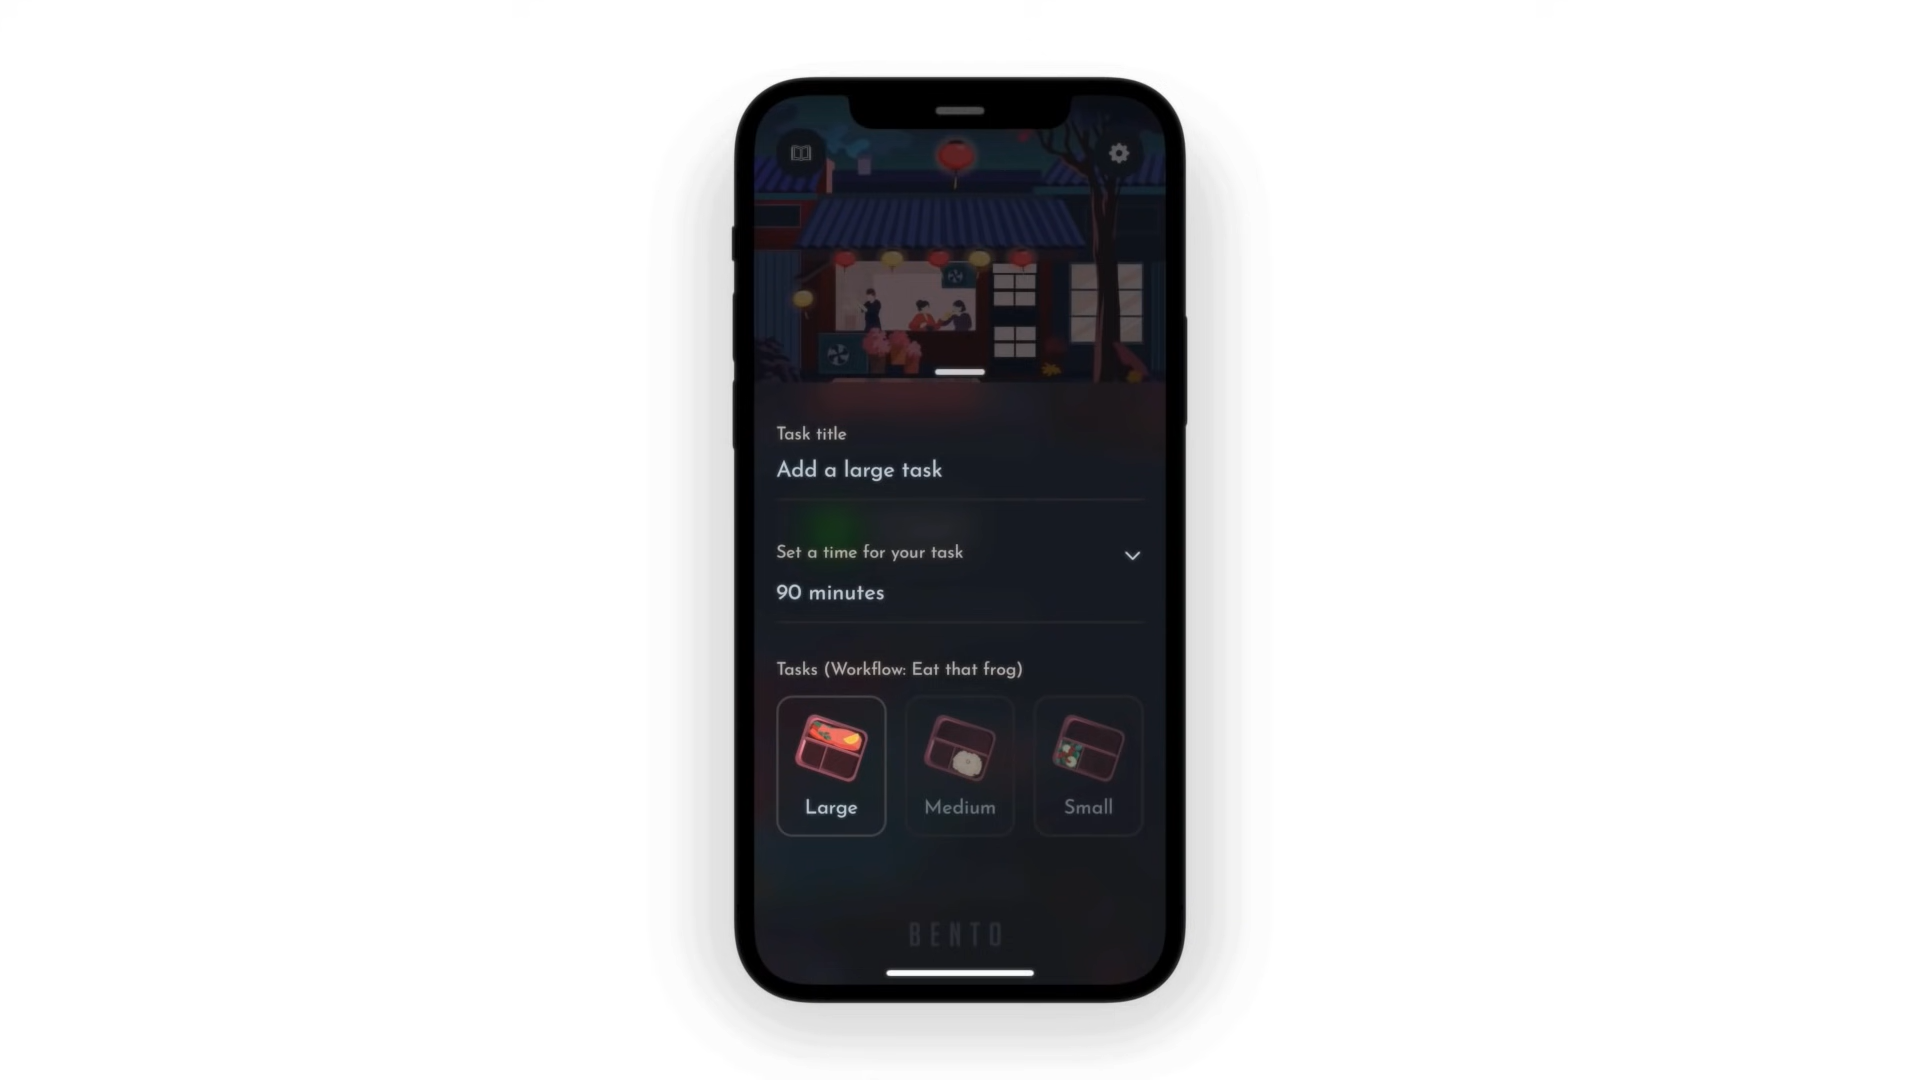 Task title
Add a large task
Set a time for your task
90 minutes
Tasks (Workflow: Eat that frog)
Large
Medium
Small
BENTO